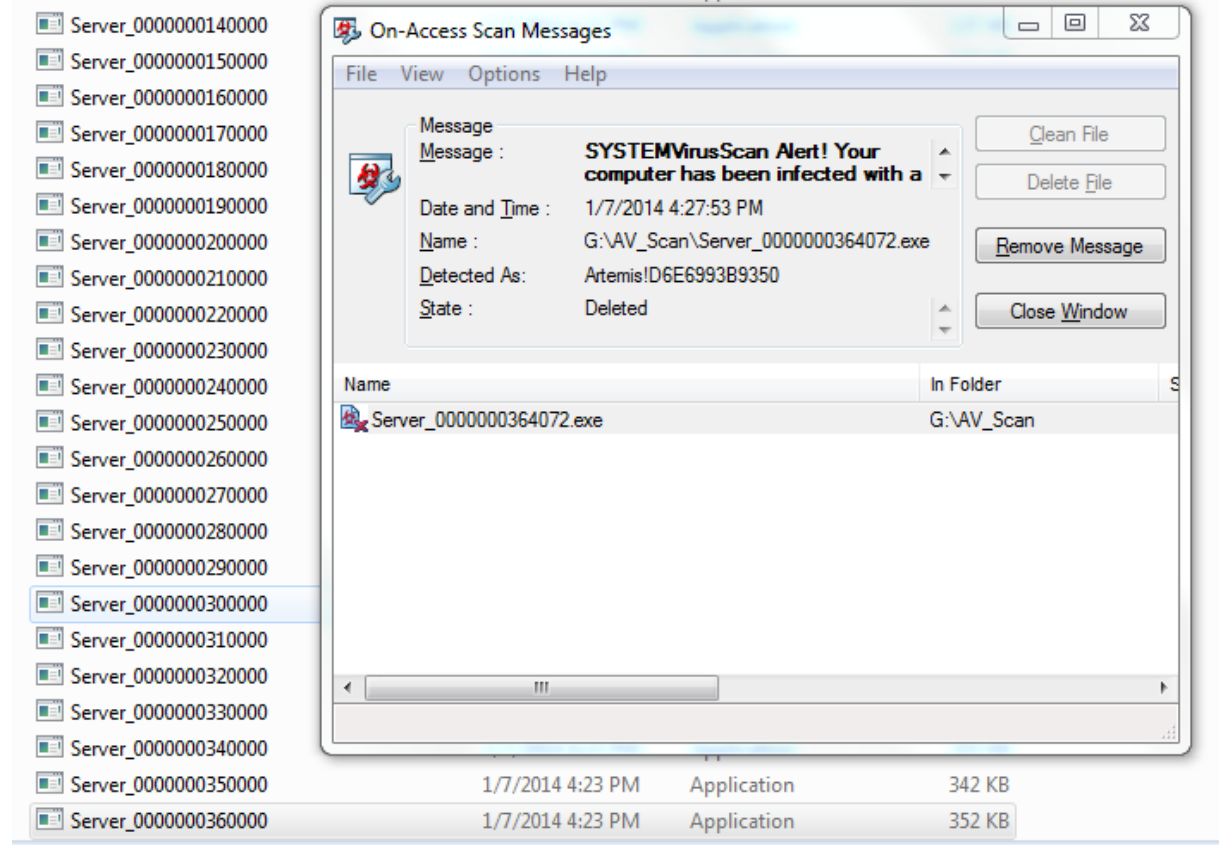 Server_0000000140000
Server_0000000150000
Server_0000000160000
Server_0000000170000
Server_0000000180000
Server_0000000190000
Server_0000000200000
Server_0000000210000
Server_0000000220000
Server_0000000230000
Server_0000000240000
Server_0000000250000
Server_0000000260000
Server_0000000270000
Server_0000000280000
Server_0000000290000
Server_0000000300000
Server_0000000310000
Server_0000000320000
Server_0000000330000
Server_0000000340000
Server_0000000350000 1/7/2014 4:23 PM Application 342 KB
Server_0000000360000 1/7/2014 4:23 PM Application 352 KB
On-Access Scan Messages
File View Options Help
Message
Message : SYSTEMVirusScan Alert! Your
computer has been infected with a
Date and Time : 1/7/2014 4:27:53 PM
Name : G:\AV_Scan\Server_0000000364072.exe
Detected As: Artemis!D6E6993B9350
State : Deleted
Clean File
Delete File
Remove Message
Close Window
Name In Folder
Server_0000000364072.exe G:\AV_Scan